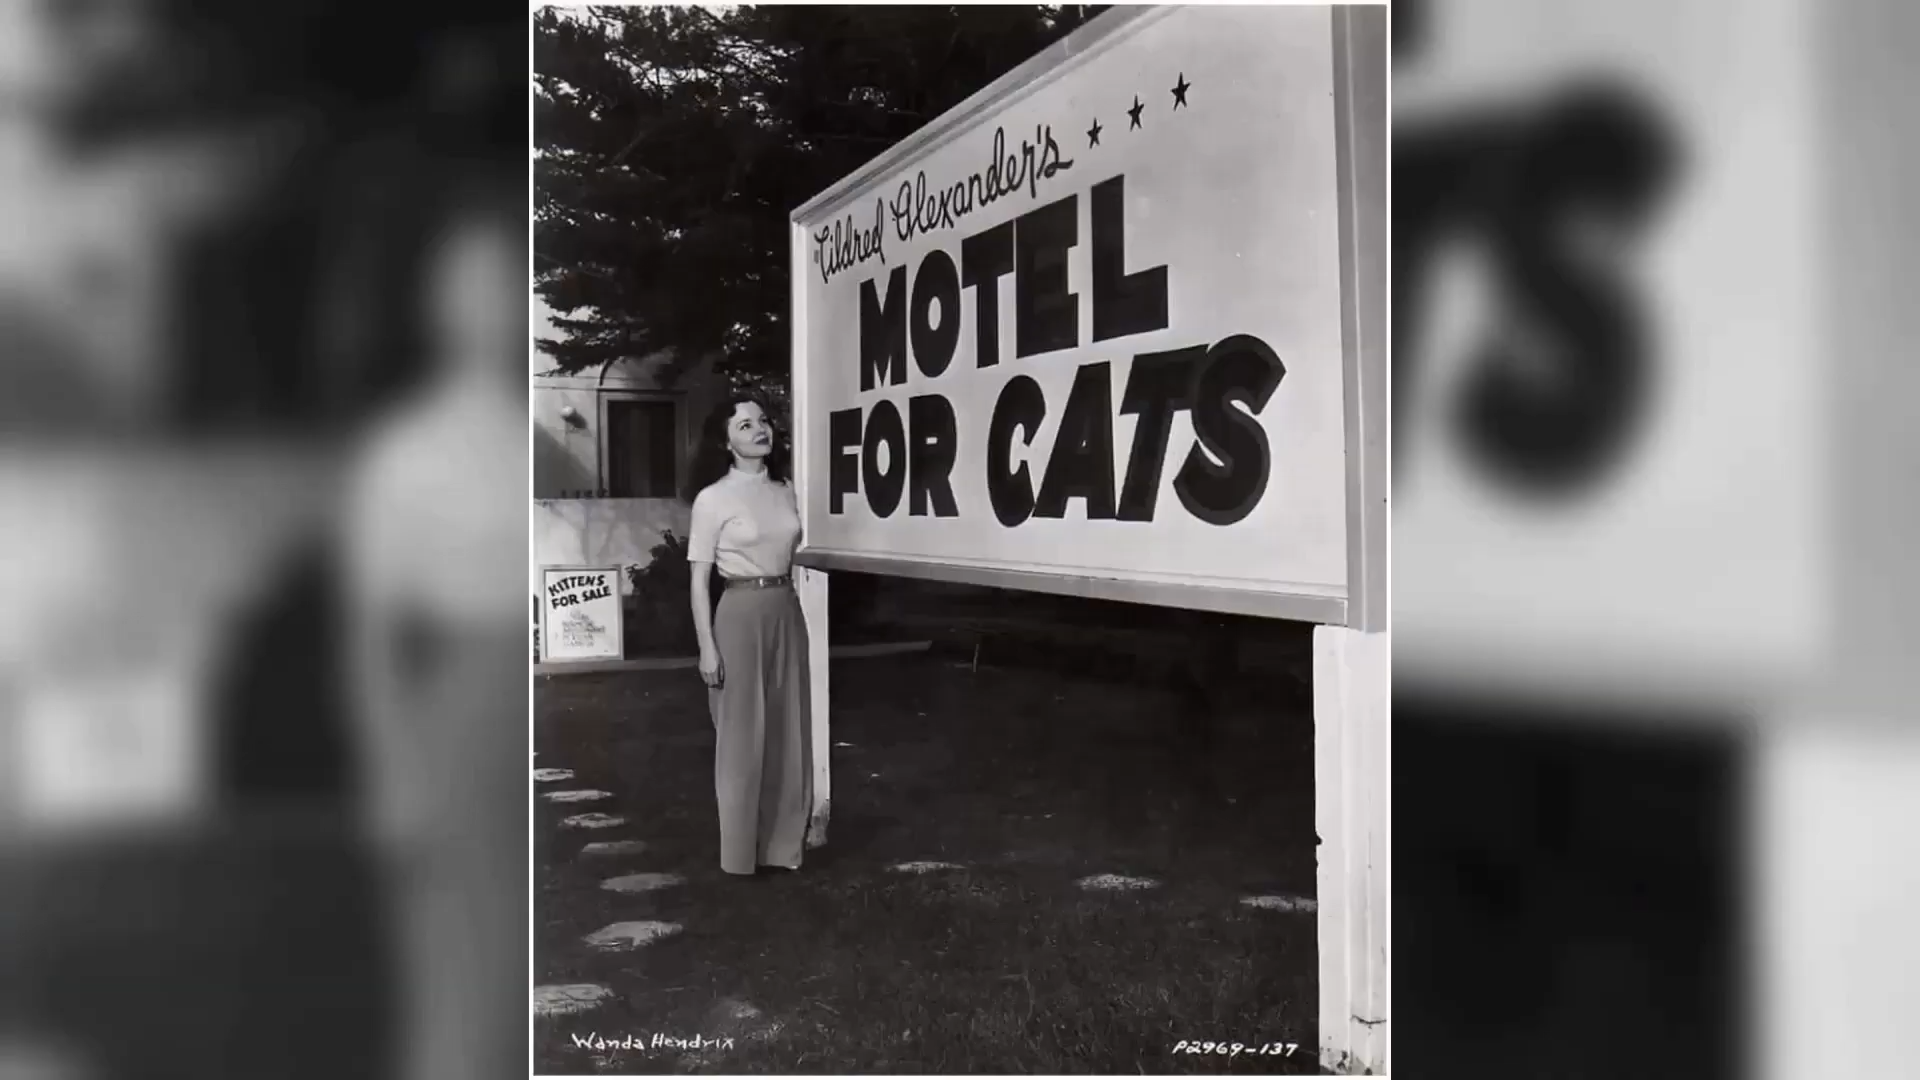 Mildred Alexander's
MOTEL
FOR CATS
KITTENS
FOR SALE
Wanda Hendrix
P2969-137